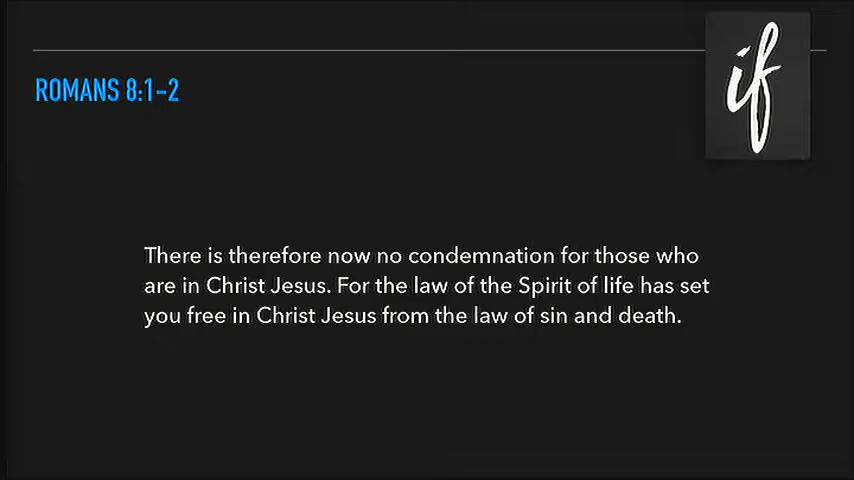 if
ROMANS 8:1–2
There is therefore now no condemnation for those who
are in Christ Jesus. For the law of the Spirit of life has set
you free in Christ Jesus from the law of sin and death.